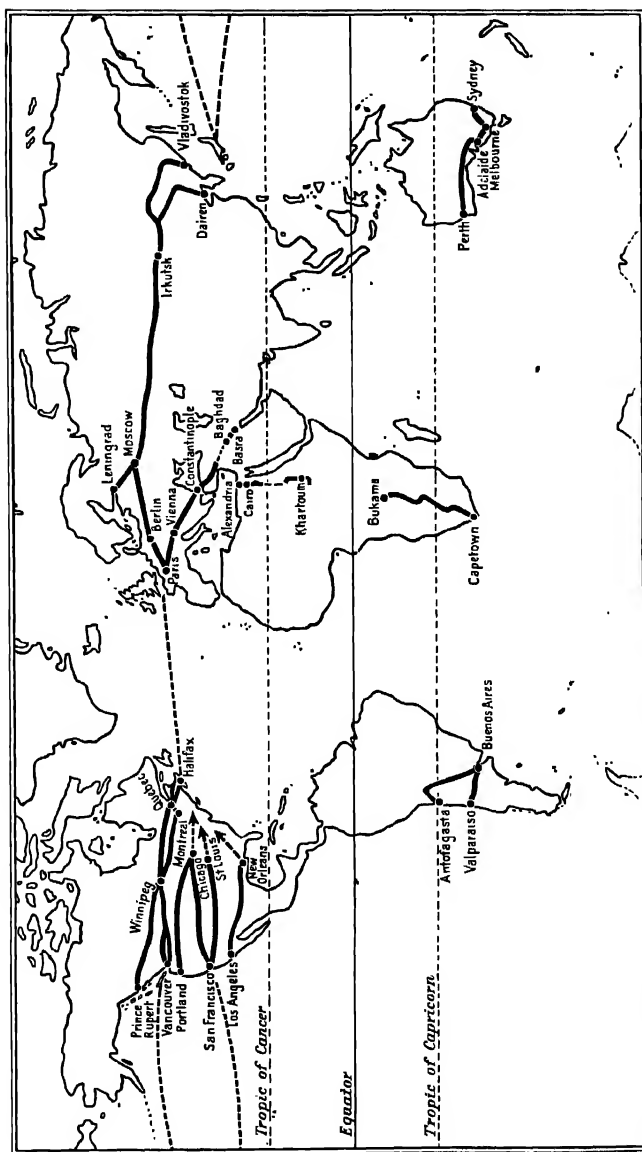 Prince
Rupert
Vancouver
Portland
San Francisco
Los Angeles
Winnipeg
Quebec
Halifax
Montreal
Chicago
St Louis
New
Orleans
Tropic of Cancer
Equator
Tropic of Capricorn
Antofagasta
Valparaiso
Buenos Aires
Paris
Berlin
Vienna
Leningrad
Moscow
Constantinople
Baghdad
Basra
Alexandria
Cairo
Khartoum
Bukama
Capetown
Irkutsk
Vladivostok
Dairen
Perth
Adelaide
Melbourne
Sydney